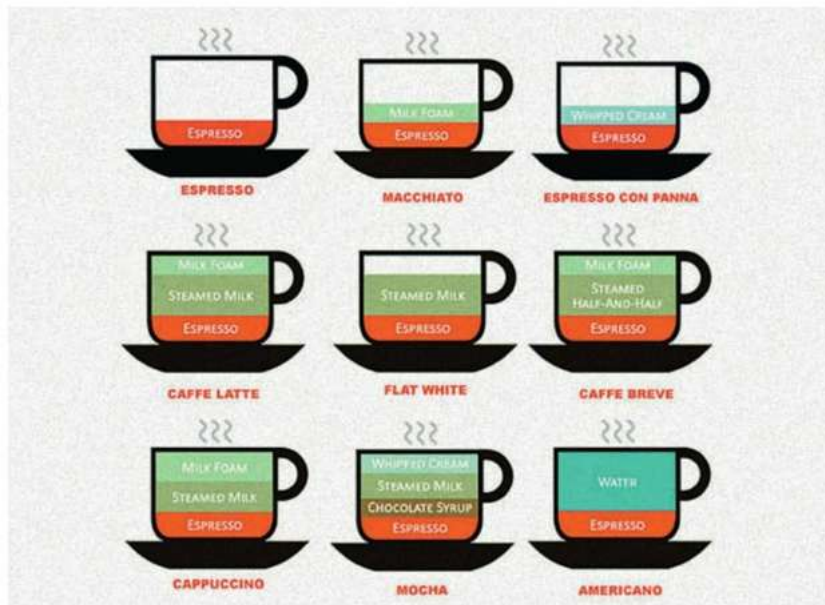 ESPRESSO
ESPRESSO
MILK FOAM
ESPRESSO
MACCHIATO
WHIPPED CREAM
ESPRESSO
ESPRESSO CON PANNA
MILK FOAM
STEAMED MILK
ESPRESSO
CAFFE LATTE
STEAMED MILK
ESPRESSO
FLAT WHITE
MILK FOAM
STEAMED
HALF-AND-HALF
ESPRESSO
CAFFE BREVE
MILK FOAM
STEAMED MILK
ESPRESSO
CAPPUCCINO
WHIPPED CREAM
STEAMED MILK
CHOCOLATE SYRUP
ESPRESSO
MOCHA
WATER
ESPRESSO
AMERICANO